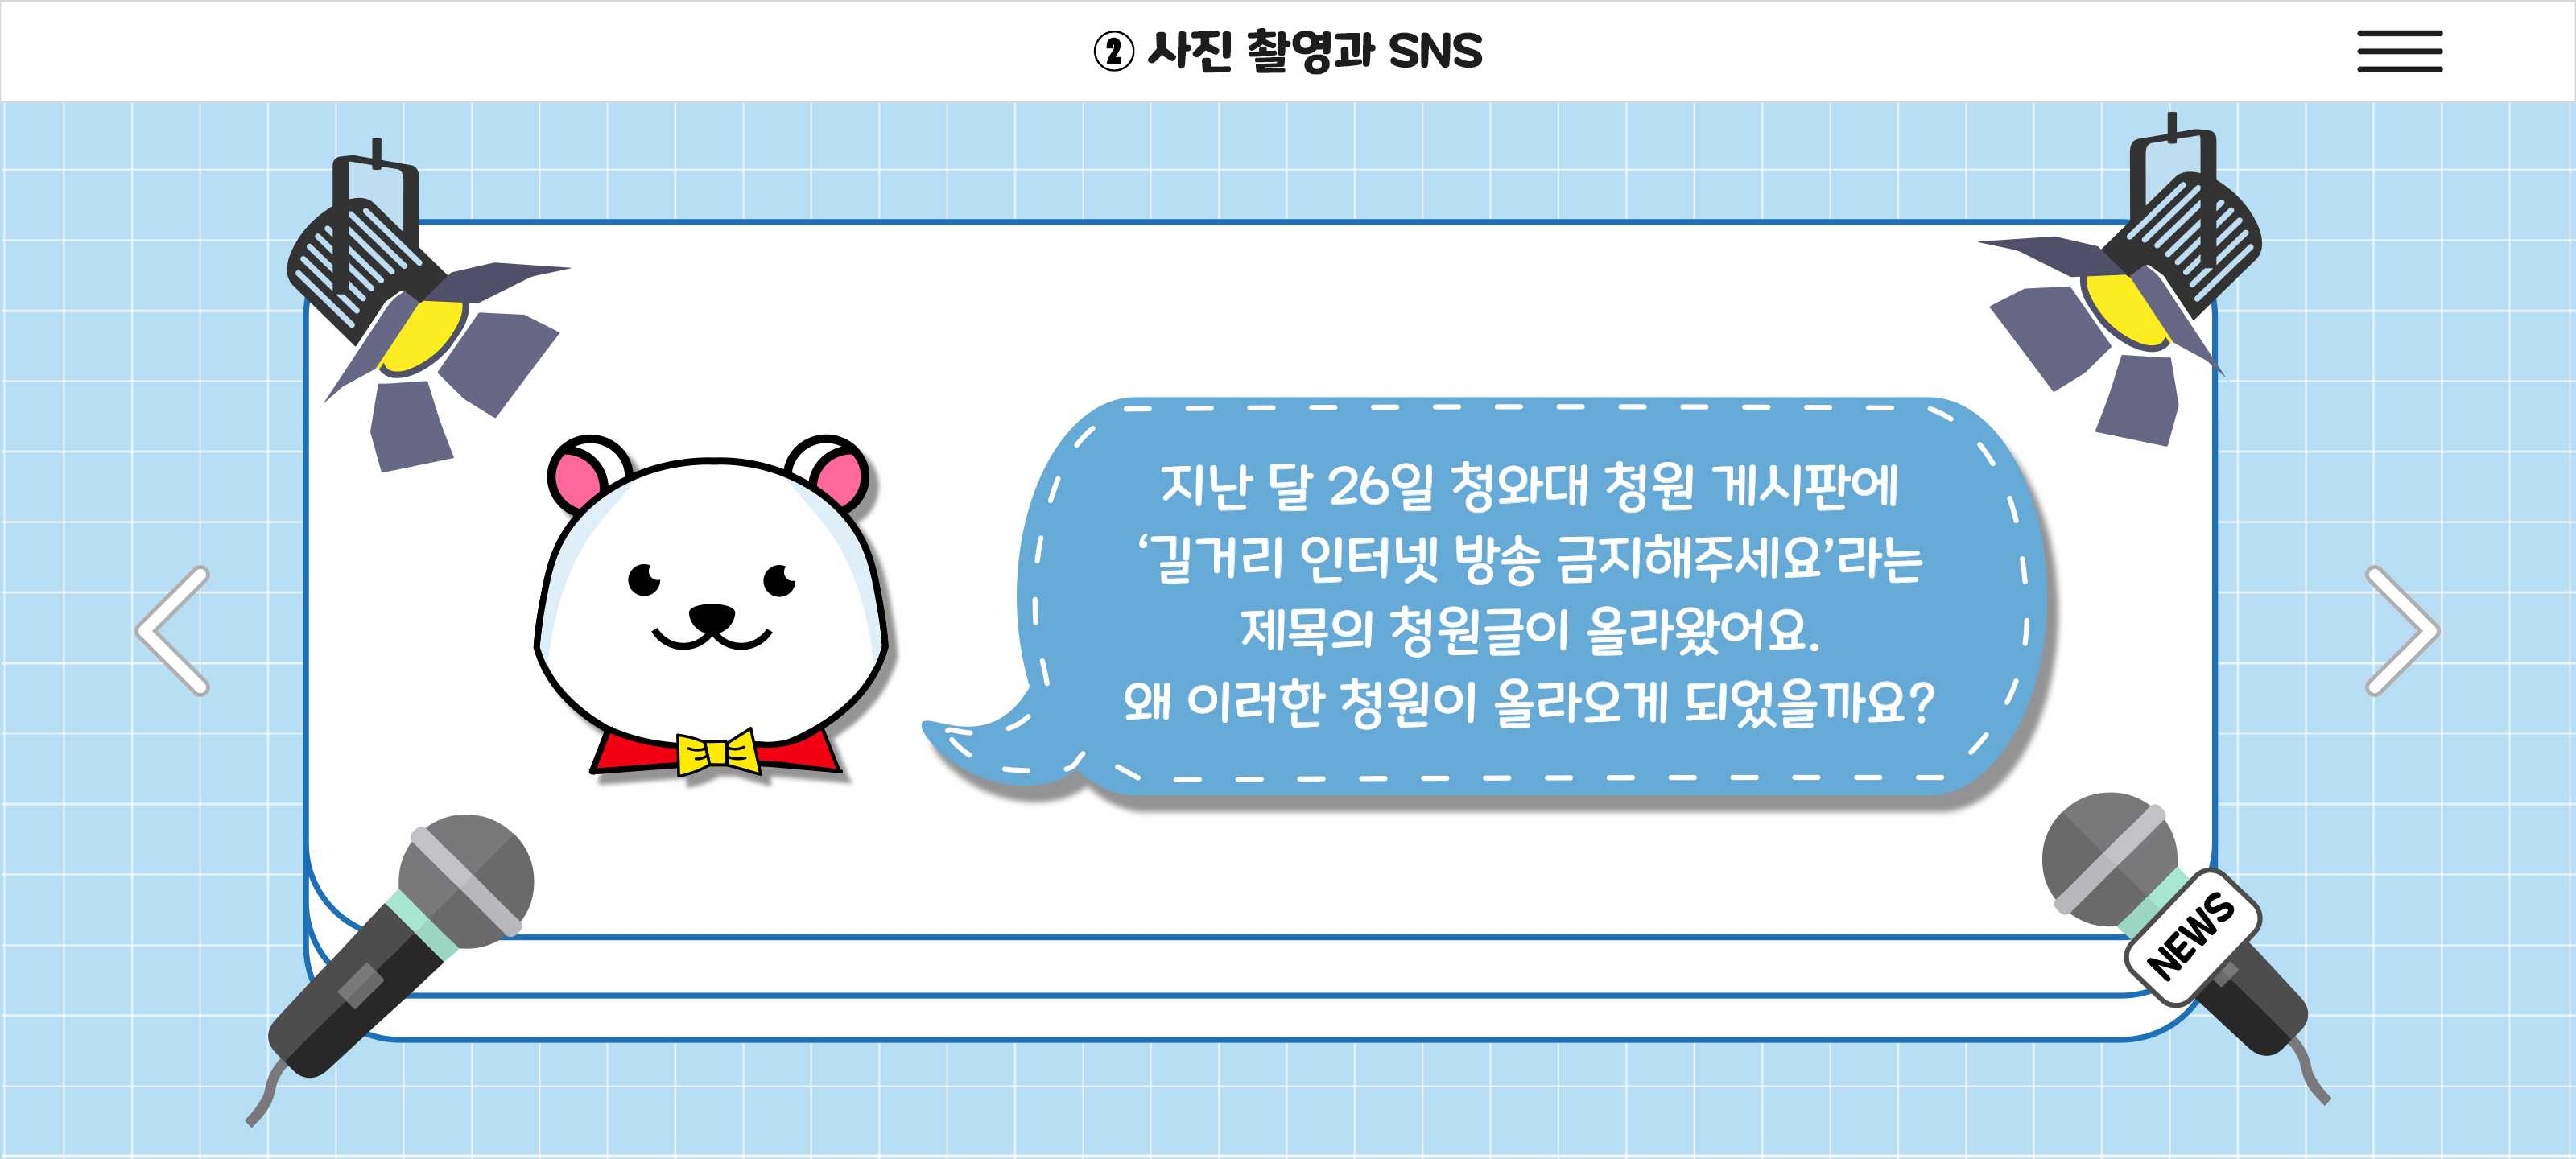 ② 사진 촬영과 SNS
지난 달 26일 청와대 청원 게시판에
‘길거리 인터넷 방송 금지해주세요’라는
제목의 청원글이 올라왔어요.
왜 이러한 청원이 올라오게 되었을까요?
NEWS